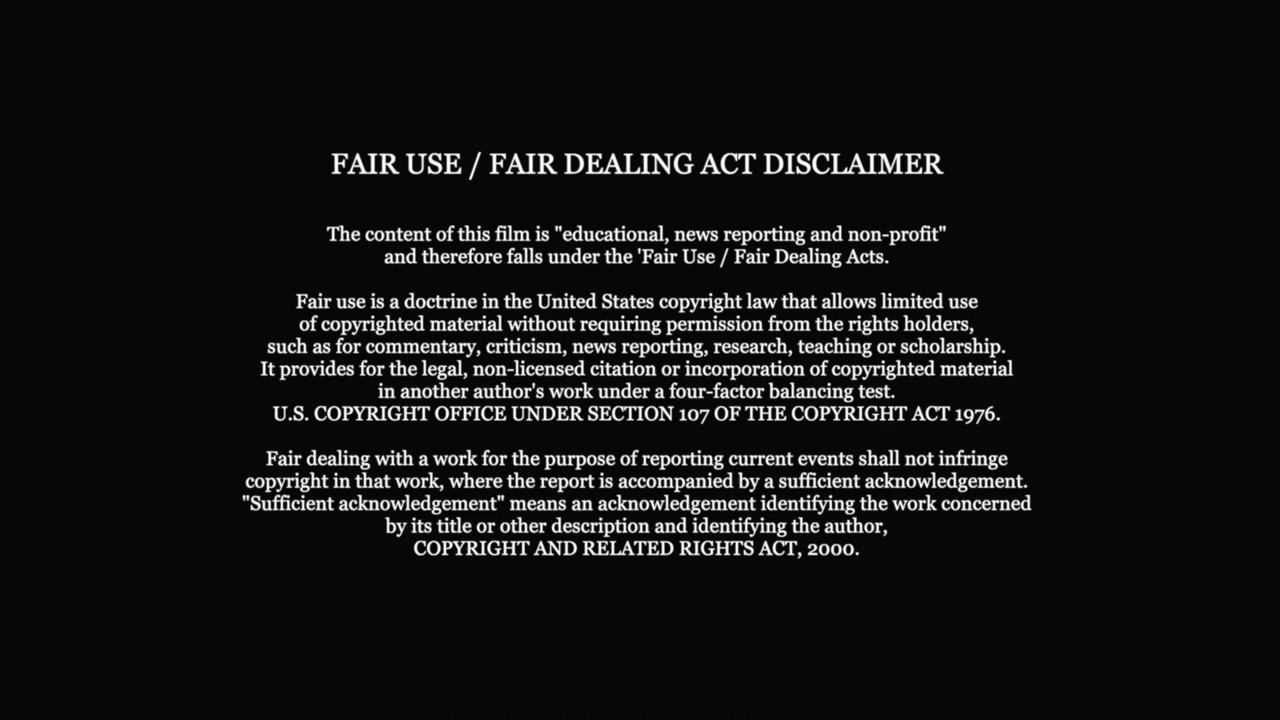 FAIR USE / FAIR DEALING ACT DISCLAIMER
The content of this film is "educational, news reporting and non-profit"
and therefore falls under the 'Fair Use / Fair Dealing Acts.
Fair use is a doctrine in the United States copyright law that allows limited use
of copyrighted material without requiring permission from the rights holders,
such as for commentary, criticism, news reporting, research, teaching or scholarship.
It provides for the legal, non-licensed citation or incorporation of copyrighted material
in another author's work under a four-factor balancing test.
U.S. COPYRIGHT OFFICE UNDER SECTION 107 OF THE COPYRIGHT ACT 1976.
Fair dealing with a work for the purpose of reporting current events shall not infringe
copyright in that work, where the report is accompanied by a sufficient acknowledgement.
"Sufficient acknowledgement" means an acknowledgement identifying the work concerned
by its title or other description and identifying the author,
COPYRIGHT AND RELATED RIGHTS ACT, 2000.